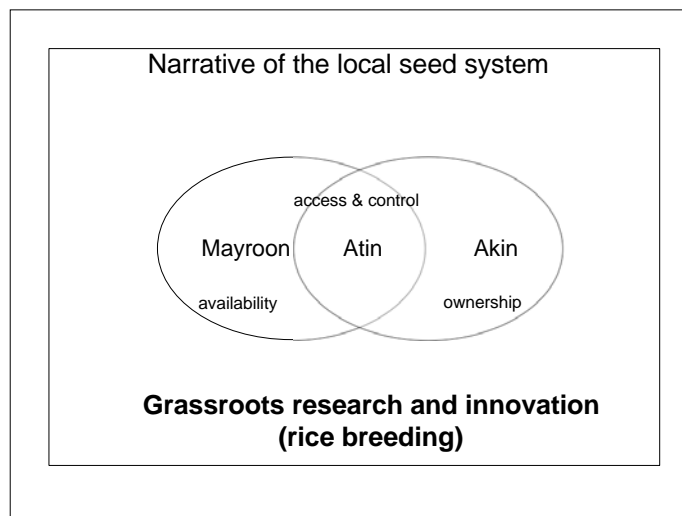 Narrative of the local seed system
access & control
Mayroon Atin Akin
availability ownership
Grassroots research and innovation
(rice breeding)